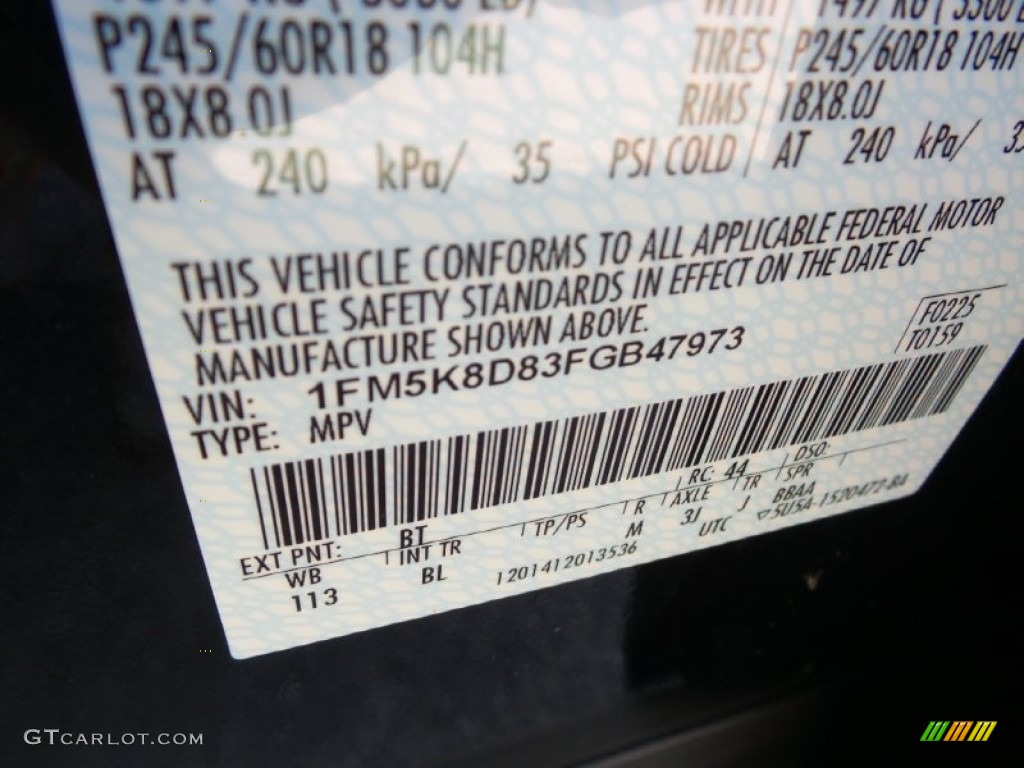 P245/60R18 104H TIRES P245/60R18 104H
18X8.0J RIMS 18X8.0J
AT 240 kPa/ 35 PSI COLD AT 240 kPa/
THIS VEHICLE CONFORMS TO ALL APPLICABLE FEDERAL MOTOR
VEHICLE SAFETY STANDARDS IN EFFECT ON THE DATE OF
MANUFACTURE SHOWN ABOVE.
F0225
T0159
VIN: 1FM5K8D83FGB47973
TYPE: MPV
EXT PNT: BT RC: 44 DSO:
WB INT TR TP/PS R AXLE TR SPR
113 BL M 3J J BBAA
1201412013536 UTC 5U5A-1520472-BA
GTCARLOT.COM